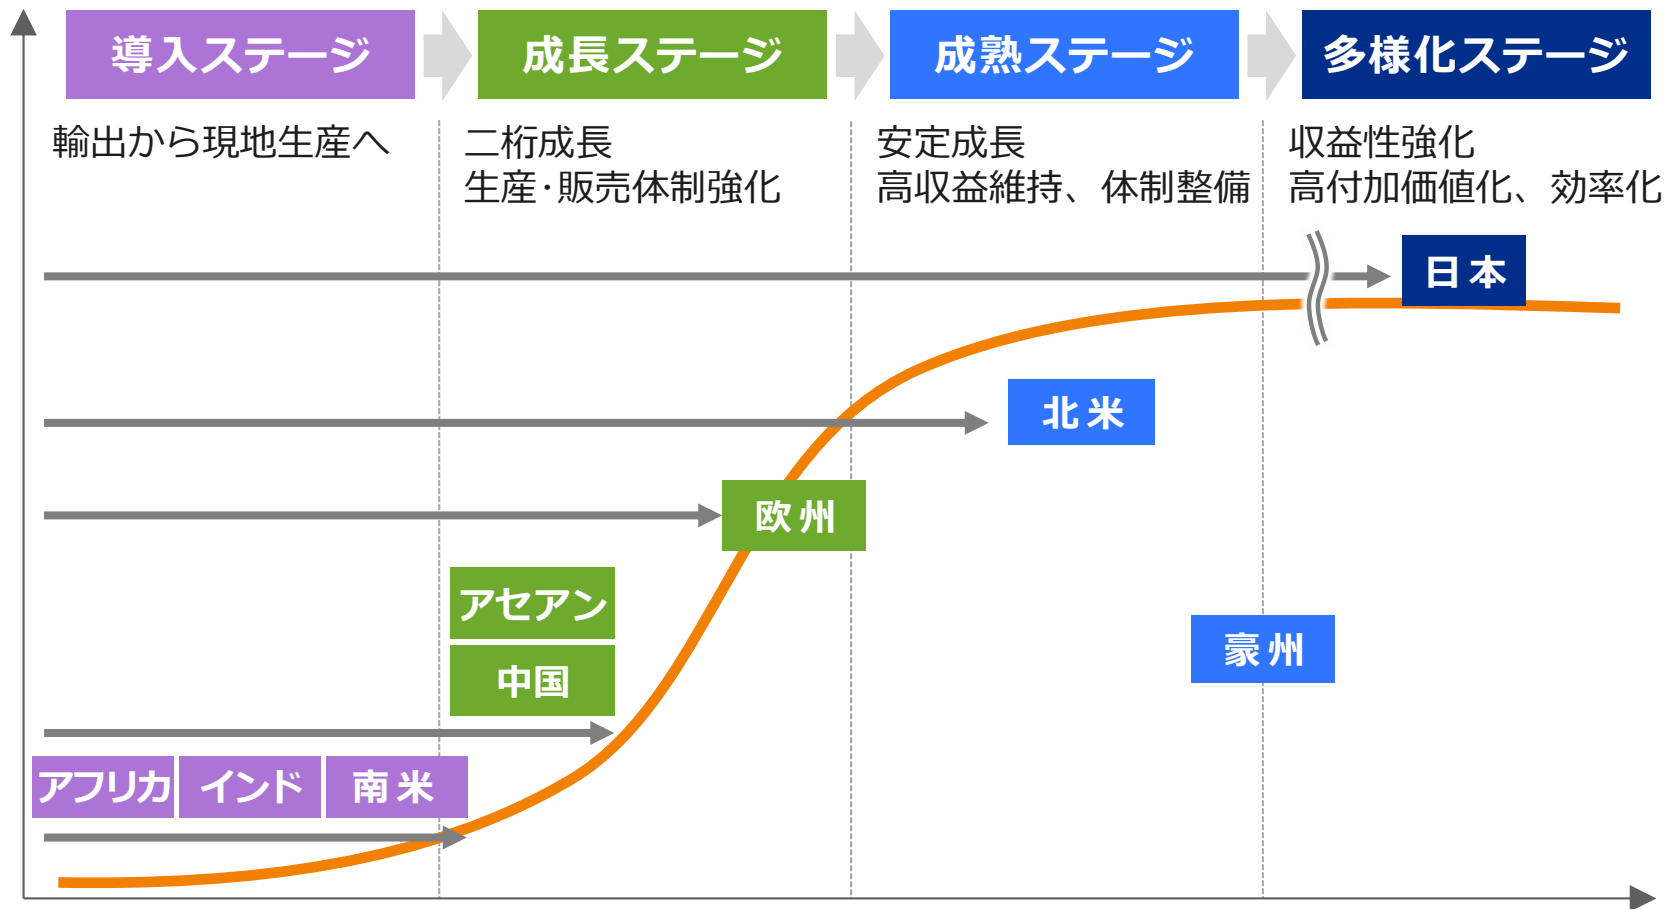 導入ステージ
成長ステージ
成熟ステージ
多様化ステージ
輸出から現地生産へ
二桁成長
生産･販売体制強化
安定成長
高収益維持、体制整備
収益性強化
高付加価値化、効率化
日本
北米
欧州
アセアン
中国
豪州
アフリカ
インド
南米